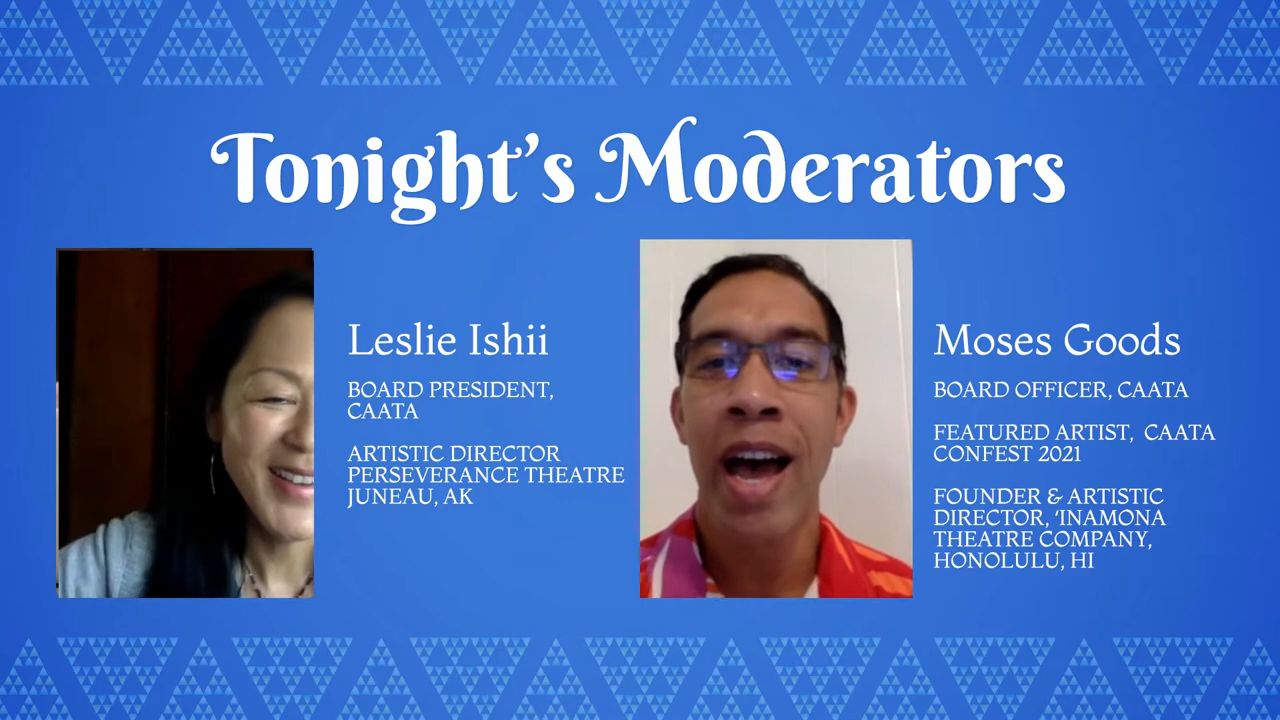 Tonight's Moderators
Leslie Ishii
BOARD PRESIDENT,
CAATA
ARTISTIC DIRECTOR
PERSEVERANCE THEATRE
JUNEAU, AK
Moses Goods
BOARD OFFICER, CAATA
FEATURED ARTIST,  CAATA
CONFEST 2021
FOUNDER & ARTISTIC
DIRECTOR, ‘INAMONA
THEATRE COMPANY,
HONOLULU, HI